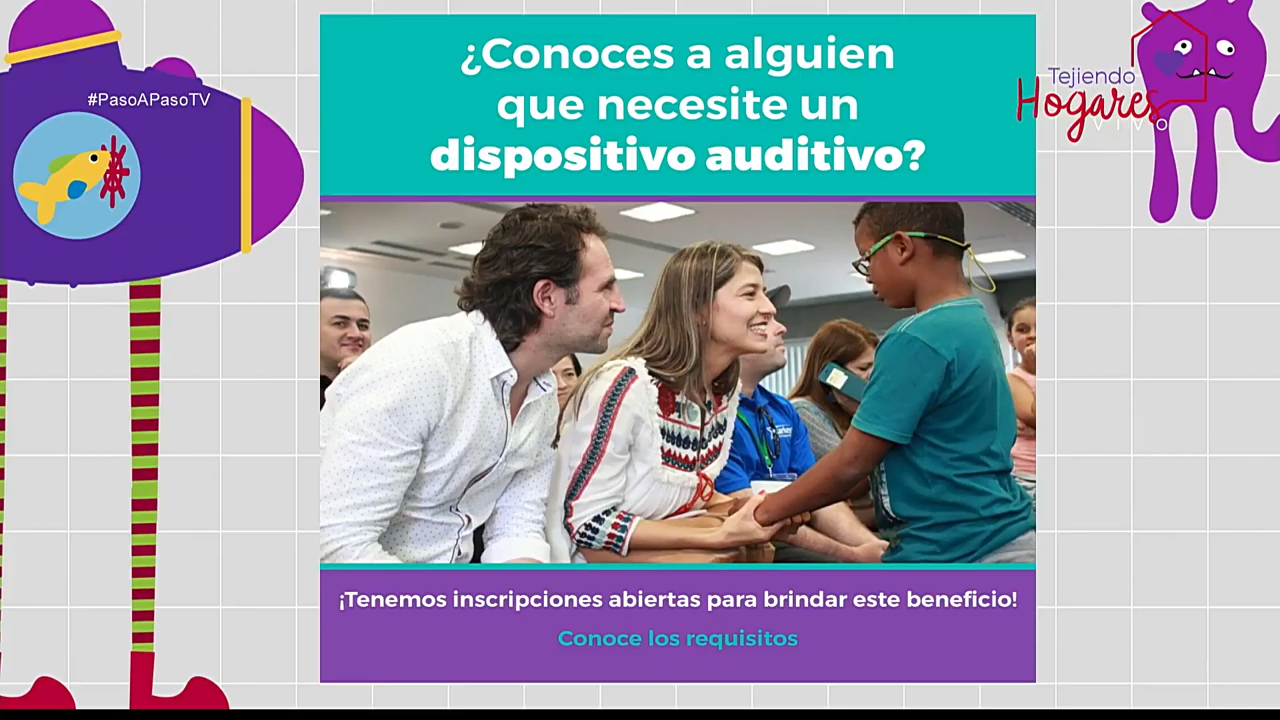 #PasoAPasoTV
Tejiendo
Hogares
¿Conoces a alguien
que necesite un
dispositivo auditivo?
¡Tenemos inscripciones abiertas para brindar este beneficio!
Conoce los requisitos